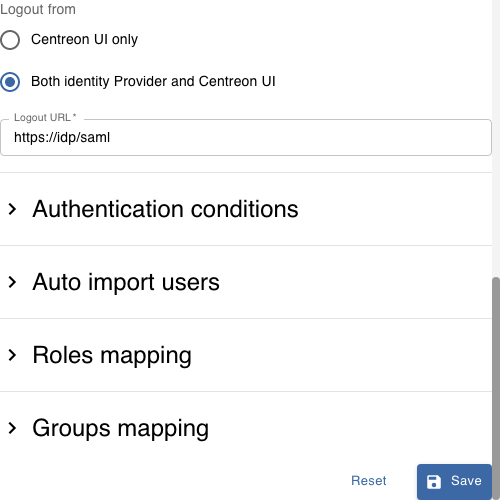 Logout from
Centreon UI only
Both identity Provider and Centreon UI
Logout URL *
https://idp/saml
Authentication conditions
Auto import users
Roles mapping
Groups mapping
Reset
Save